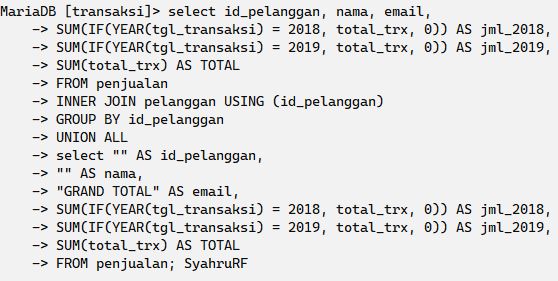 MariaDB [transaksi]> select id_pelanggan, nama, email,
-> SUM(IF(YEAR(tgl_transaksi) = 2018, total_trx, 0)) AS jml_2018,
-> SUM(IF(YEAR(tgl_transaksi) = 2019, total_trx, 0)) AS jml_2019,
-> SUM(total_trx) AS TOTAL
-> FROM penjualan
-> INNER JOIN pelanggan USING (id_pelanggan)
-> GROUP BY id_pelanggan
-> UNION ALL
-> select "" AS id_pelanggan,
-> "" AS nama,
-> "GRAND TOTAL" AS email,
-> SUM(IF(YEAR(tgl_transaksi) = 2018, total_trx, 0)) AS jml_2018,
-> SUM(IF(YEAR(tgl_transaksi) = 2019, total_trx, 0)) AS jml_2019,
-> SUM(total_trx) AS TOTAL
-> FROM penjualan; SyahruRF